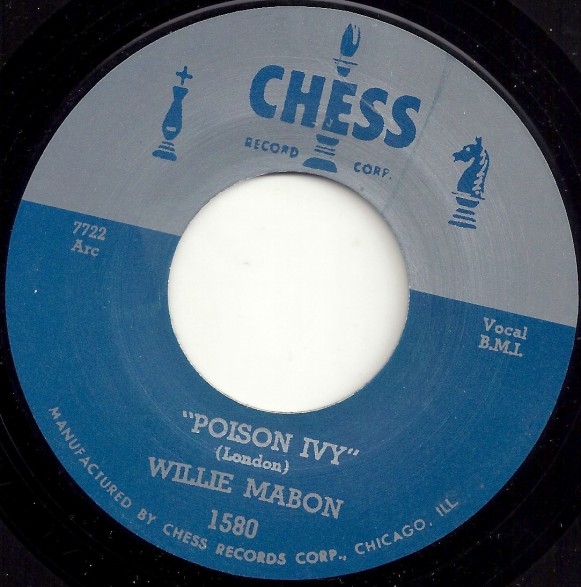 CHESS
RECORD CORP.
7722
Arc
Vocal
B.M.I.
"POISON IVY"
(London)
WILLIE MABON
1580
MANUFACTURED BY CHESS RECORDS CORP., CHICAGO, ILL.